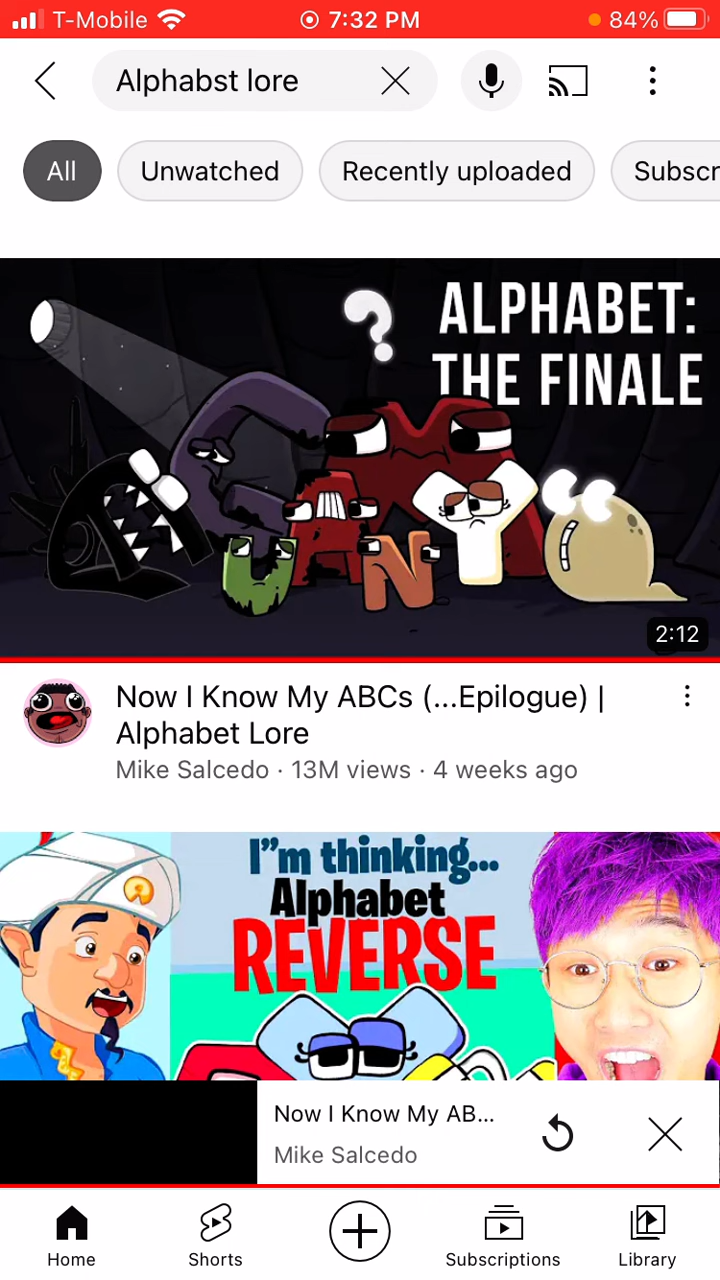 T-Mobile 7:32 PM 84%
Alphabst lore
All Unwatched Recently uploaded Subscr
ALPHABET:
THE FINALE
?
G
U A N Y
2:12
Now I Know My ABCs (...Epilogue) |
Alphabet Lore
Mike Salcedo · 13M views · 4 weeks ago
I"m thinking...
Alphabet
REVERSE
Now I Know My AB...
Mike Salcedo
Home Shorts Subscriptions Library